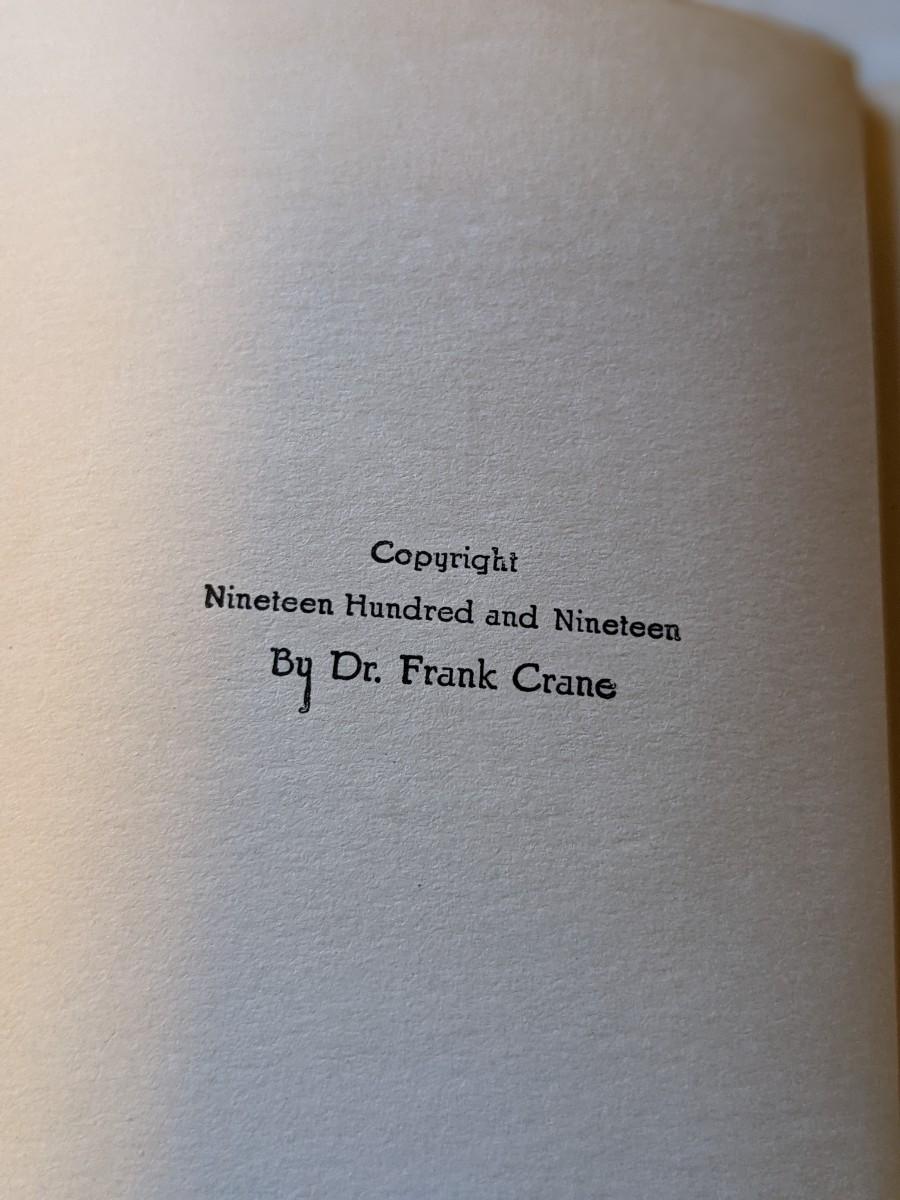 Copyright
Nineteen Hundred and Nineteen
By Dr. Frank Crane